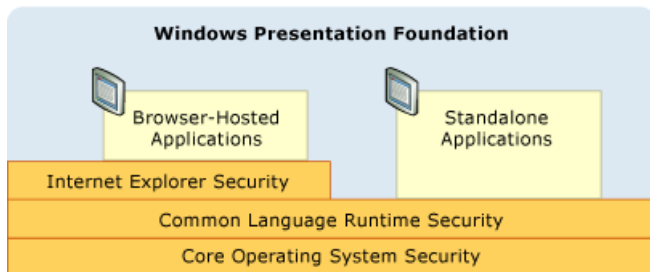 Windows Presentation Foundation
Browser-Hosted
Applications
Standalone
Applications
Internet Explorer Security
Common Language Runtime Security
Core Operating System Security